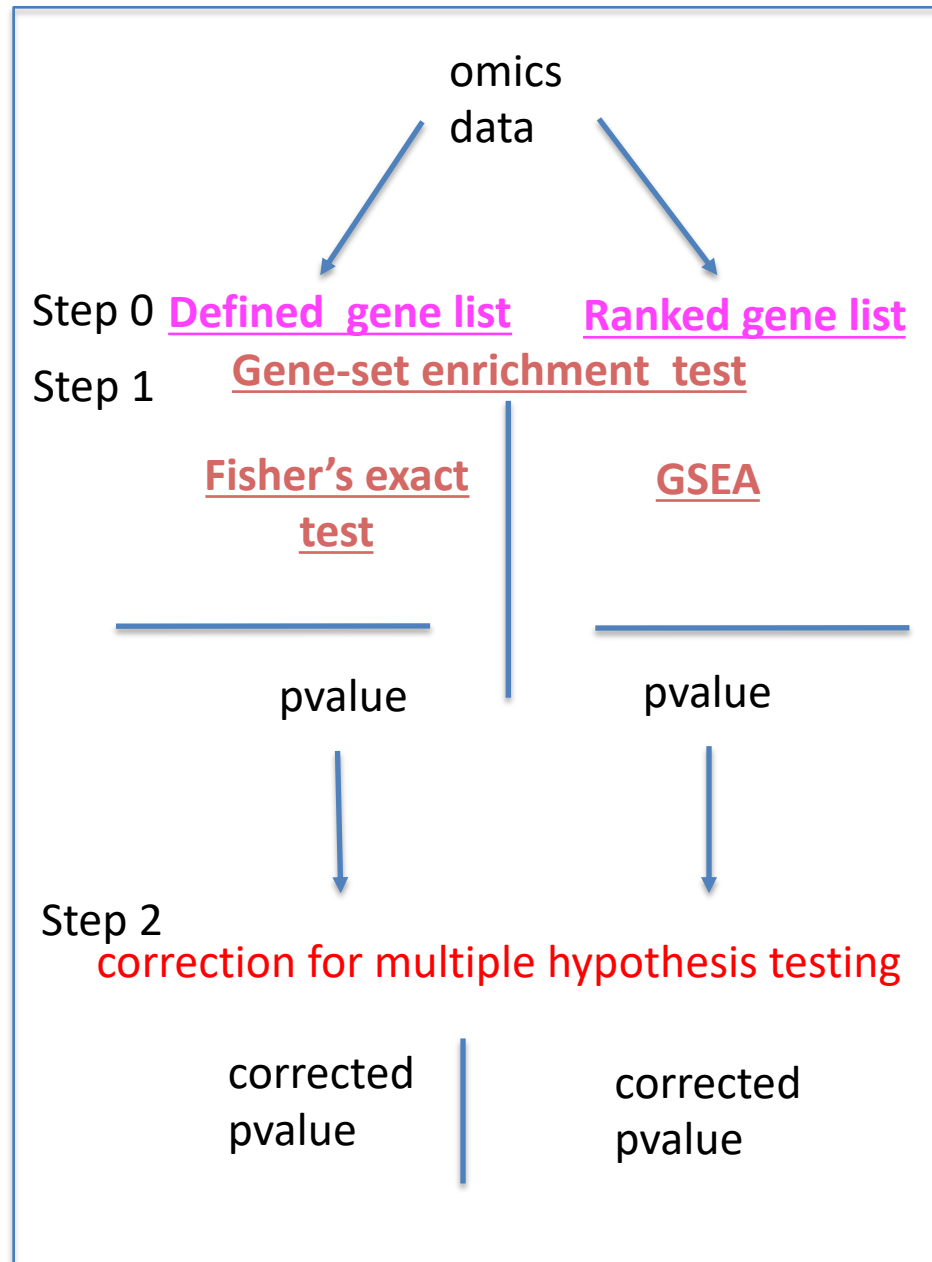 omics
data
Step 0
Defined gene list
Ranked gene list
Step 1
Gene-set enrichment test
Fisher’s exact
test
GSEA
pvalue
pvalue
Step 2
correction for multiple hypothesis testing
corrected
pvalue
corrected
pvalue